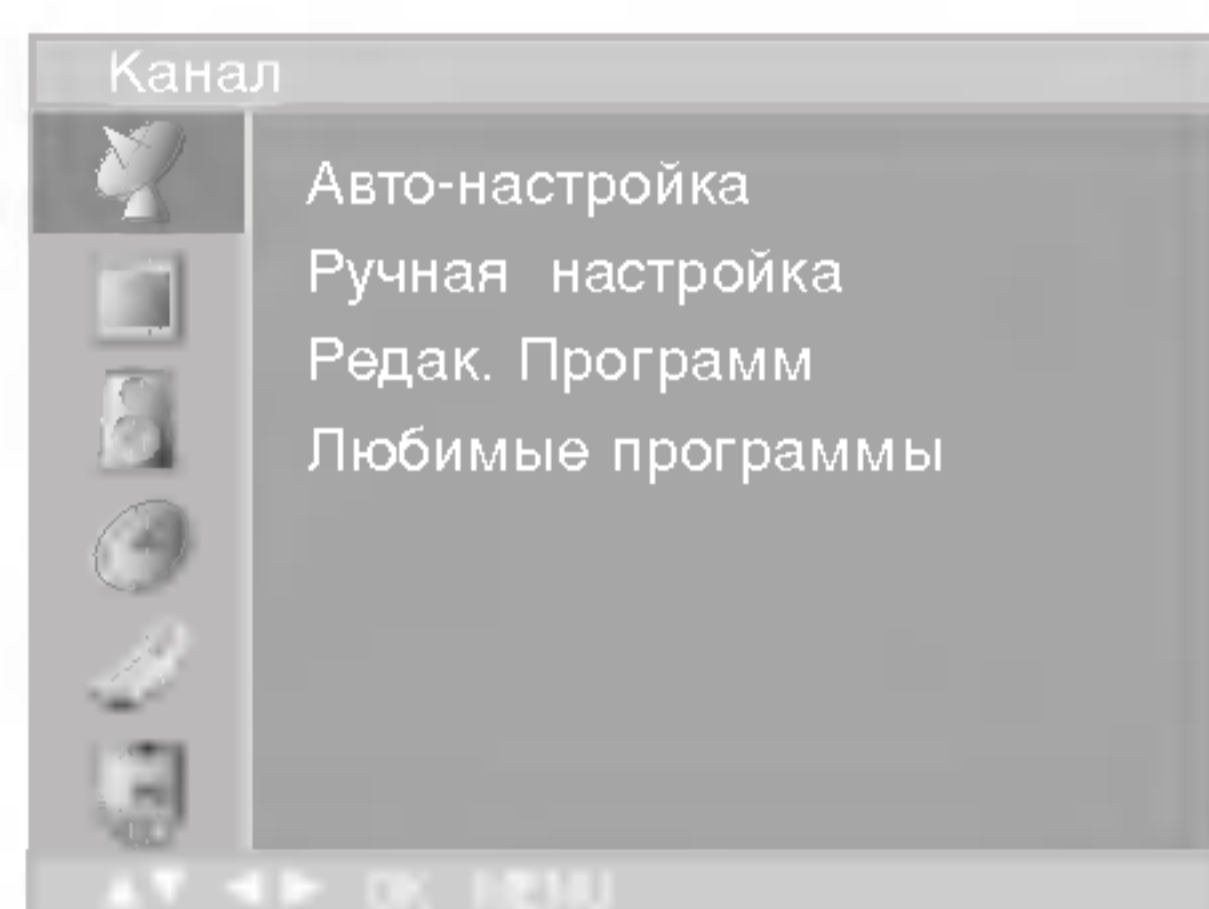 Канал
Авто-настройка
Ручная настройка
Редак. Программ
Любимые программы
▲▼ ◀▶ OK MENU